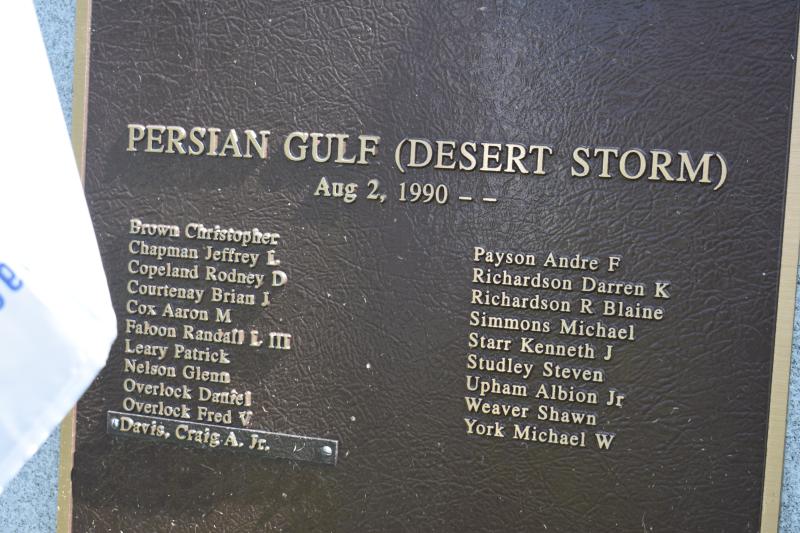 PERSIAN GULF (DESERT STORM)
Aug 2, 1990 – –
Brown Christopher
Chapman Jeffrey L
Copeland Rodney D
Courtenay Brian J
Cox Aaron M
Faloon Randall L III
Leary Patrick
Nelson Glenn
Overlock Daniel
Overlock Fred V
Davis, Craig A. Jr.
Payson Andre F
Richardson Darren K
Richardson R Blaine
Simmons Michael
Starr Kenneth J
Studley Steven
Upham Albion Jr
Weaver Shawn
York Michael W